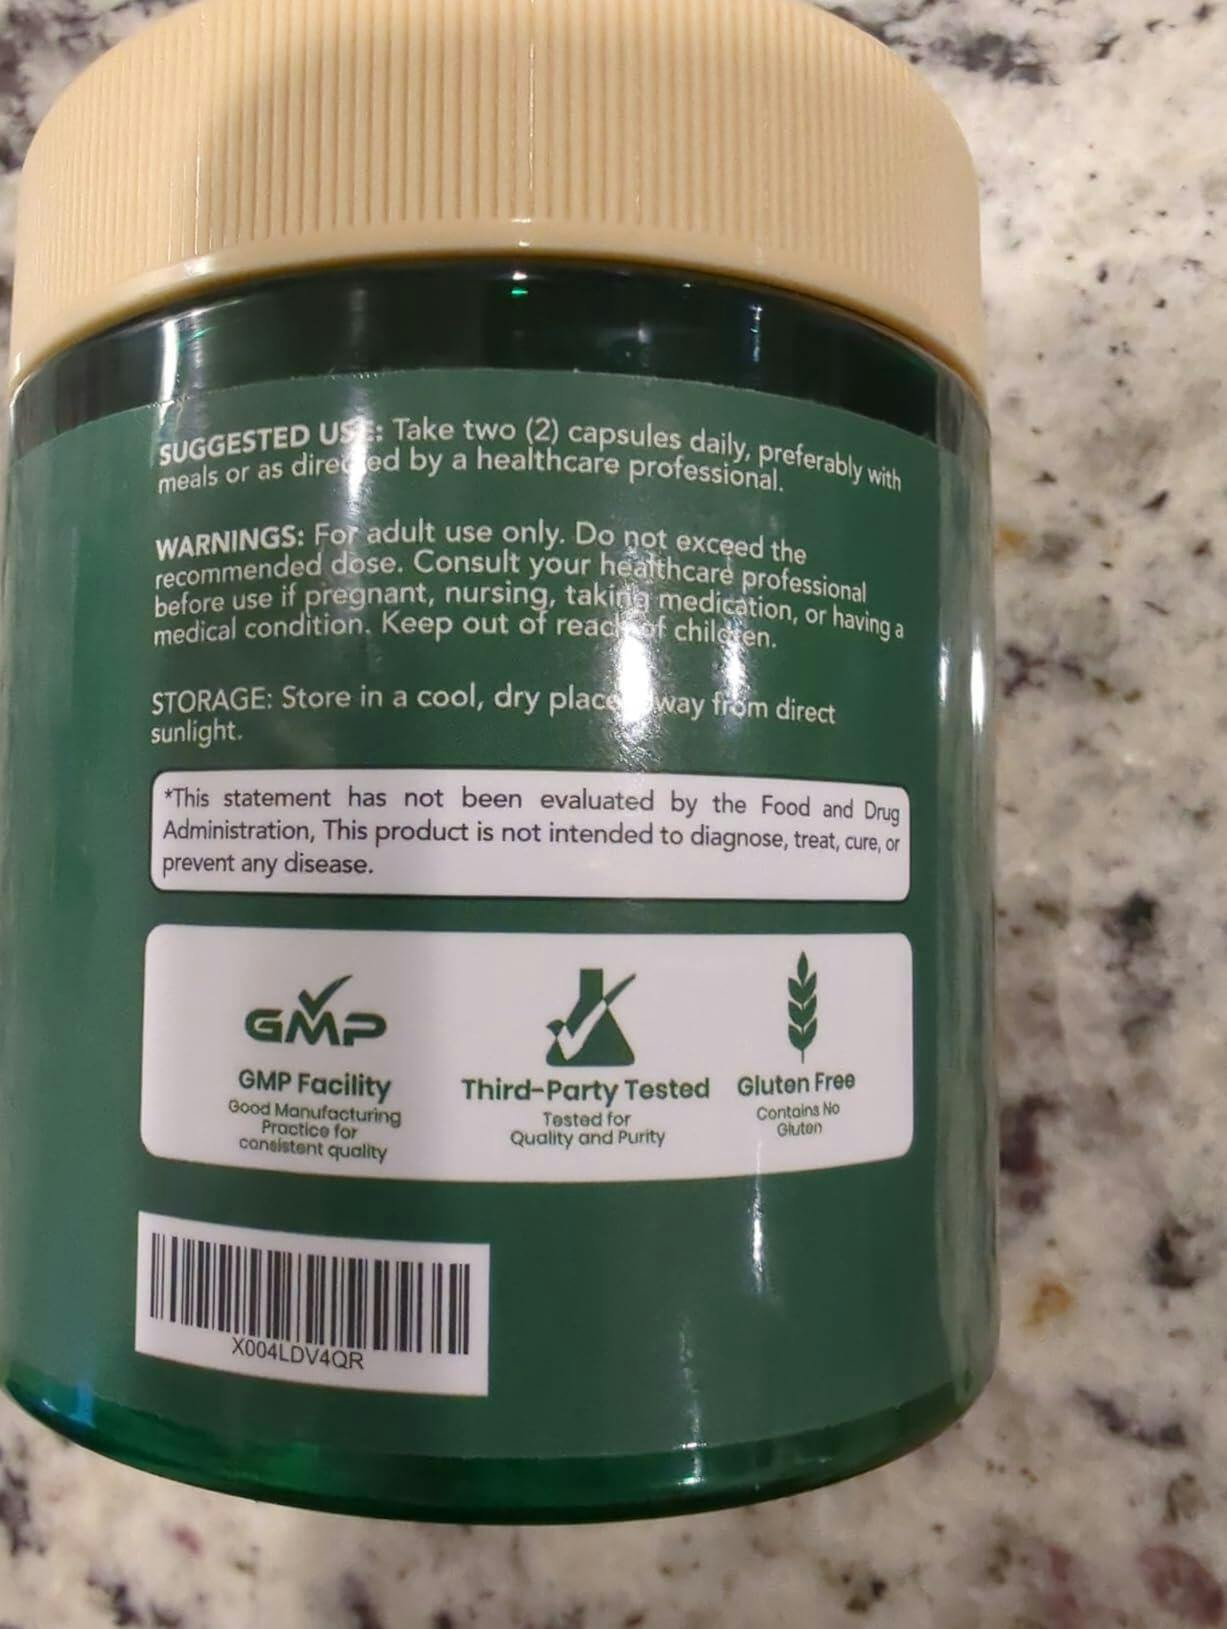 SUGGESTED USE: Take two (2) capsules daily, preferably with
meals or as directed by a healthcare professional.
WARNINGS: For adult use only. Do not exceed the
recommended dose. Consult your healthcare professional
before use if pregnant, nursing, taking medication, or having a
medical condition. Keep out of reach of children.
STORAGE: Store in a cool, dry place away from direct
sunlight.
*This statement has not been evaluated by the Food and Drug
Administration, This product is not intended to diagnose, treat, cure, or
prevent any disease.
GMP
GMP Facility
Good Manufacturing
Practice for
consistent quality
Third-Party Tested
Tested for
Quality and Purity
Gluten Free
Contains No
Gluten
X004LDV4QR